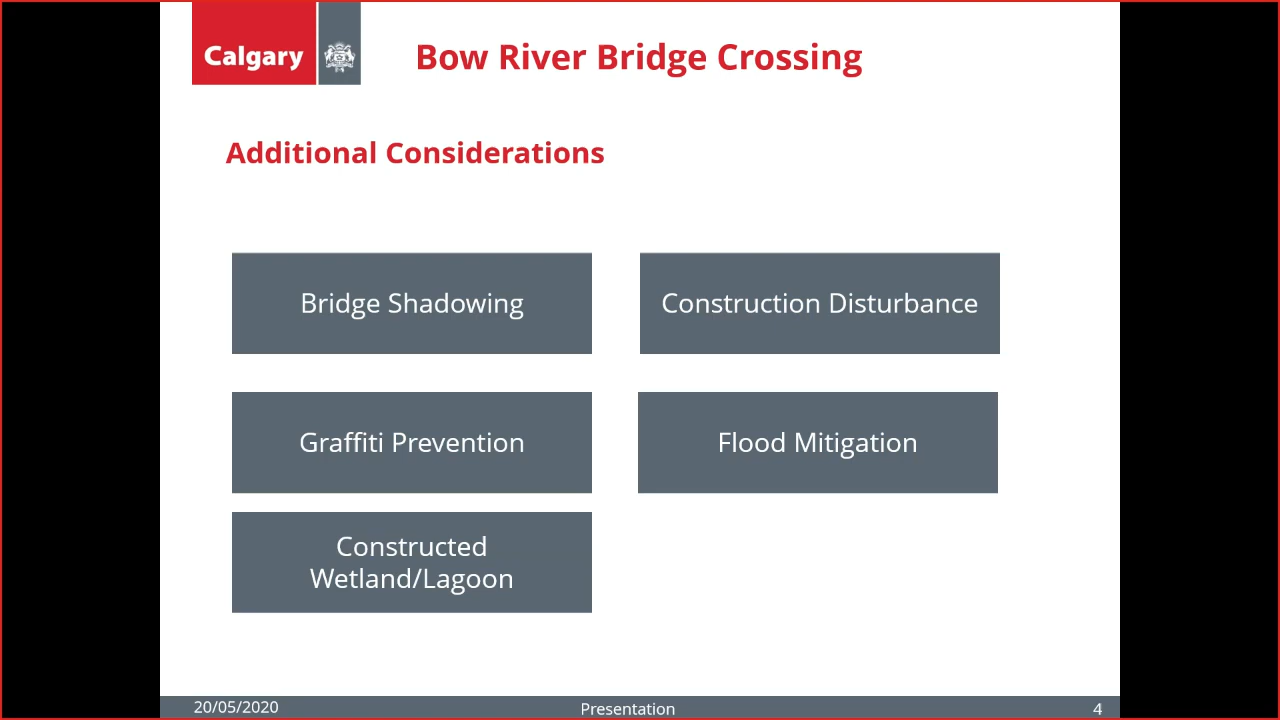 Calgary
Bow River Bridge Crossing
Additional Considerations
Bridge Shadowing
Construction Disturbance
Graffiti Prevention
Flood Mitigation
Constructed
Wetland/Lagoon
20/05/2020
Presentation
4